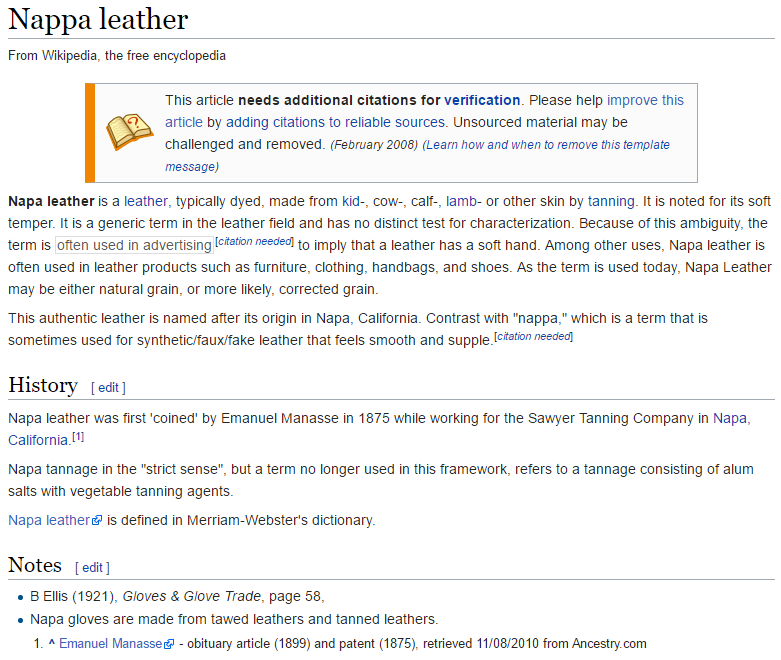 Nappa leather
From Wikipedia, the free encyclopedia
This article needs additional citations for verification. Please help improve this
article by adding citations to reliable sources. Unsourced material may be
challenged and removed. (February 2008) (Learn how and when to remove this template
message)
Napa leather is a leather, typically dyed, made from kid-, cow-, calf-, lamb- or other skin by tanning. It is noted for its soft
temper. It is a generic term in the leather field and has no distinct test for characterization. Because of this ambiguity, the
term is often used in advertising[citation needed] to imply that a leather has a soft hand. Among other uses, Napa leather is
often used in leather products such as furniture, clothing, handbags, and shoes. As the term is used today, Napa Leather
may be either natural grain, or more likely, corrected grain.
This authentic leather is named after its origin in Napa, California. Contrast with "nappa," which is a term that is
sometimes used for synthetic/faux/fake leather that feels smooth and supple.[citation needed]
History [ edit ]
Napa leather was first 'coined' by Emanuel Manasse in 1875 while working for the Sawyer Tanning Company in Napa,
California.[1]
Napa tannage in the "strict sense", but a term no longer used in this framework, refers to a tannage consisting of alum
salts with vegetable tanning agents.
Napa leather is defined in Merriam-Webster's dictionary.
Notes [ edit ]
• B Ellis (1921), Gloves & Glove Trade, page 58,
• Napa gloves are made from tawed leathers and tanned leathers.
1. ^ Emanuel Manasse - obituary article (1899) and patent (1875), retrieved 11/08/2010 from Ancestry.com